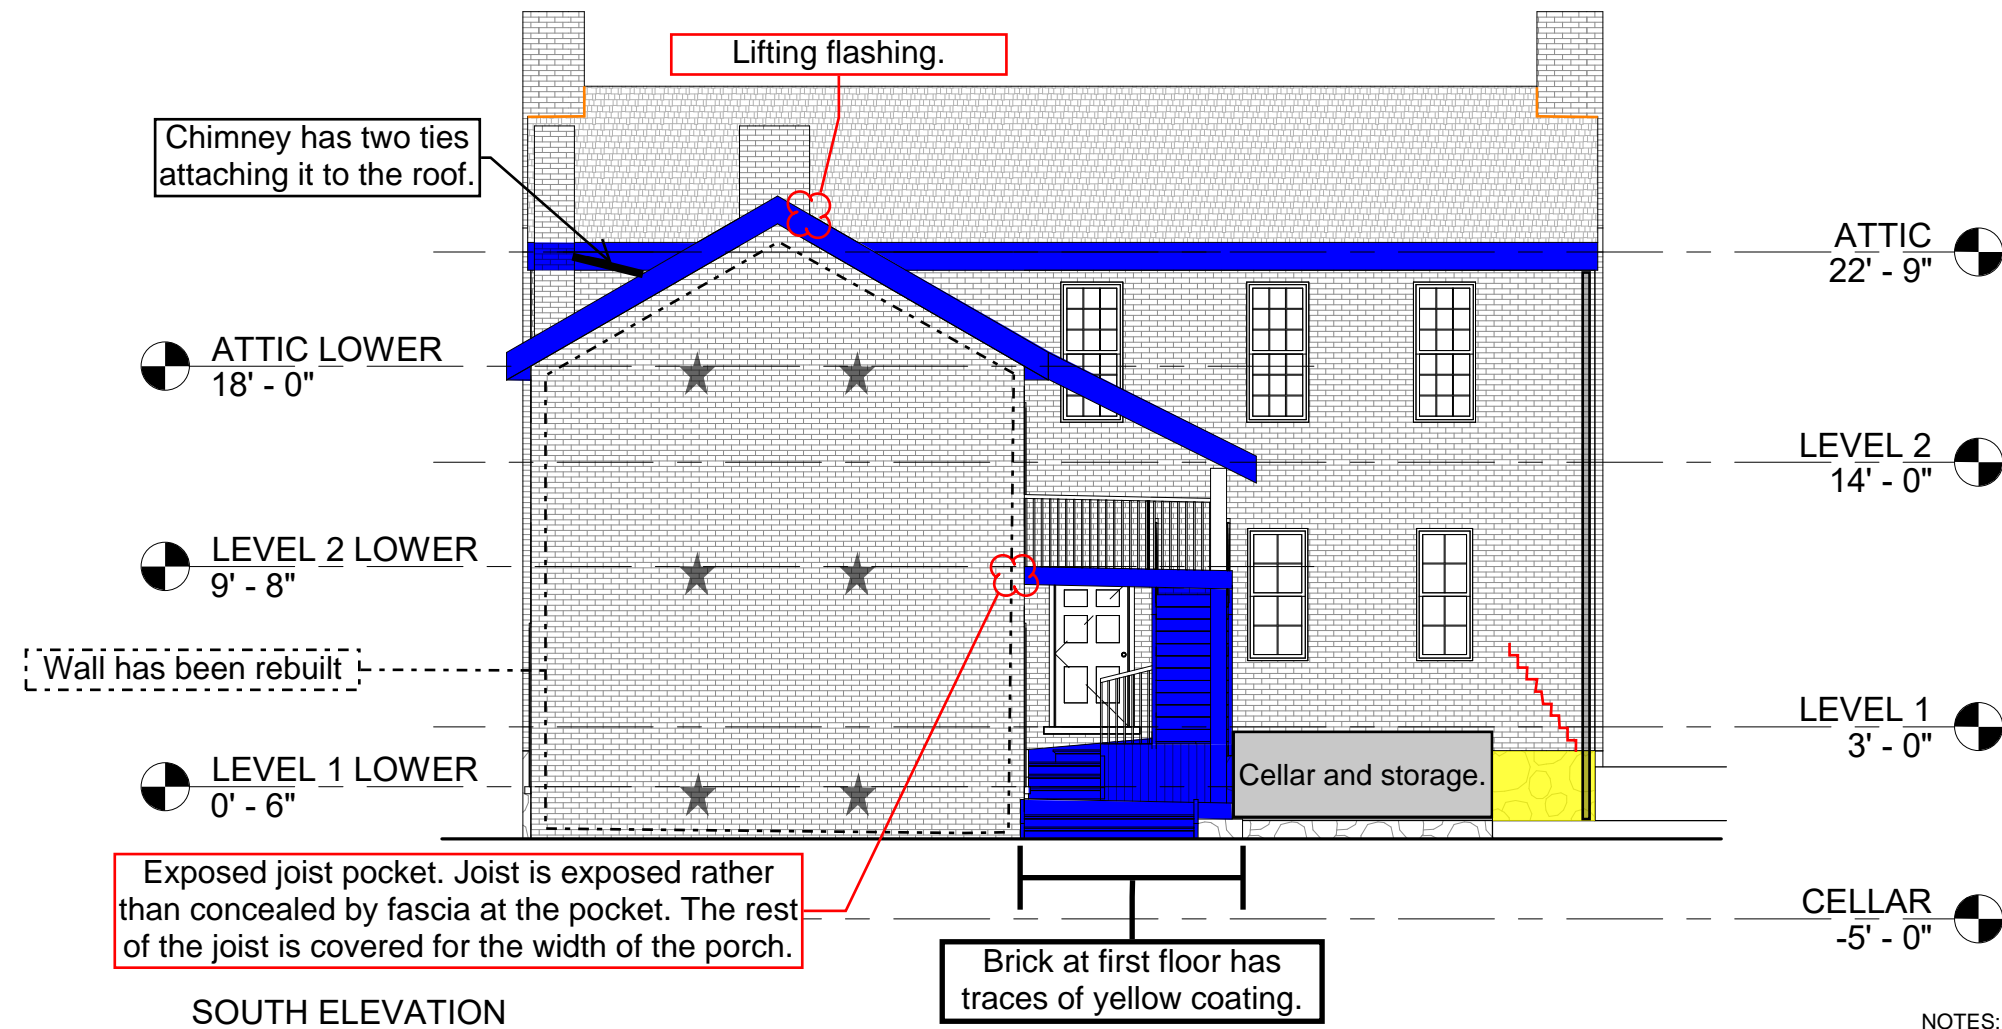 Lifting flashing.
Chimney has two ties
attaching it to the roof.
ATTIC
22' - 9"
ATTIC LOWER
18' - 0"
LEVEL 2
14' - 0"
LEVEL 2 LOWER
9' - 8"
Wall has been rebuilt
LEVEL 1
3' - 0"
LEVEL 1 LOWER
0' - 6"
Cellar and storage.
Exposed joist pocket. Joist is exposed rather
than concealed by fascia at the pocket. The rest
of the joist is covered for the width of the porch.
CELLAR
-5' - 0"
Brick at first floor has
traces of yellow coating.
SOUTH ELEVATION
NOTES: